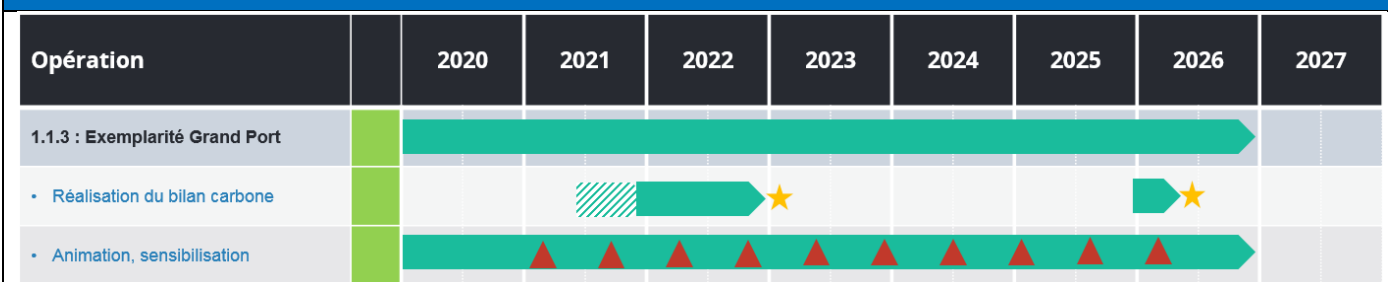 Opération 2020 2021 2022 2023 2024 2025 2026 2027
1.1.3 : Exemplarité Grand Port
• Réalisation du bilan carbone
• Animation, sensibilisation